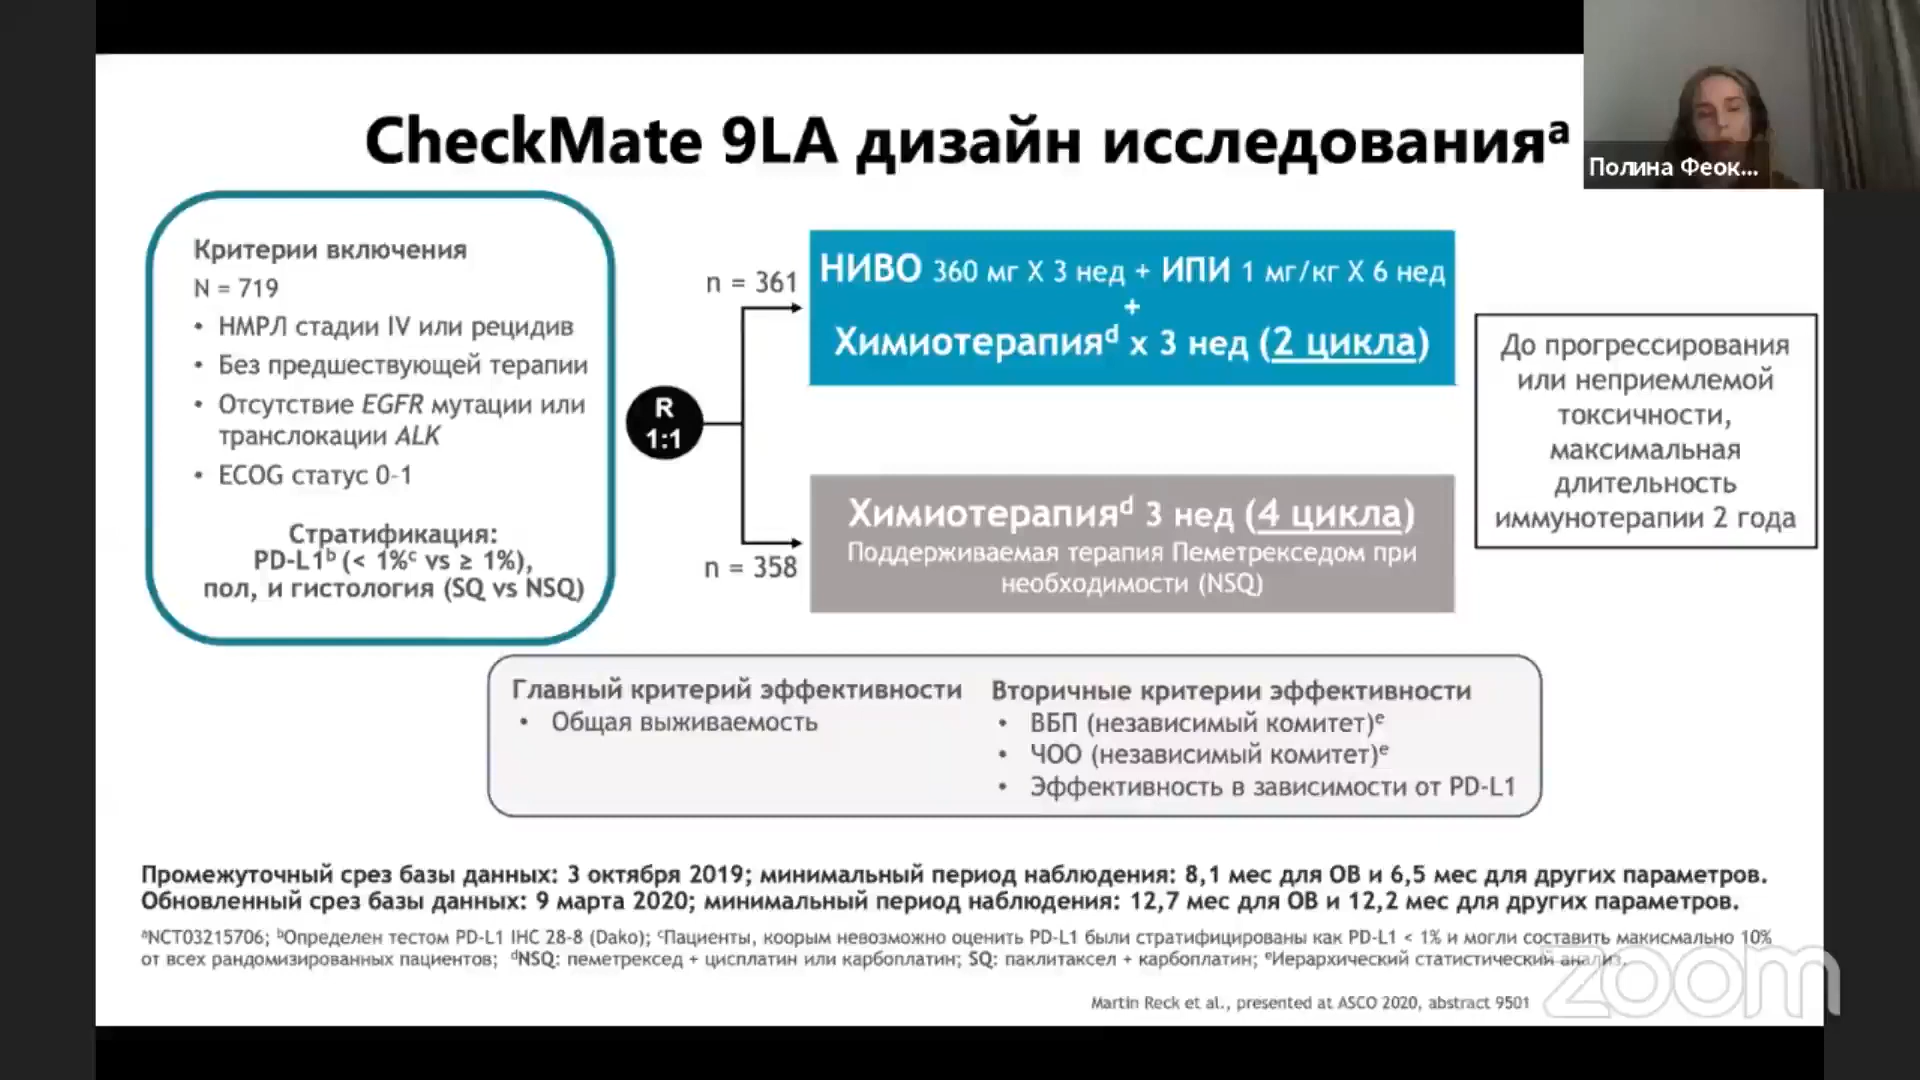 CheckMate 9LA дизайн исследованияᵃ
Полина Феок...
Критерии включения
N = 719
• НМРЛ стадии IV или рецидив
• Без предшествующей терапии
• Отсутствие EGFR мутации или
транслокации ALK
• ECOG статус 0-1
Стратификация:
PD-L1ᵇ (< 1%ᶜ vs ≥ 1%),
пол, и гистология (SQ vs NSQ)
R
1:1
n = 361
НИВО 360 мг X 3 нед + ИПИ 1 мг/кг X 6 нед
+
Химиотерапияᵈ x 3 нед (2 цикла)
n = 358
Химиотерапияᵈ 3 нед (4 цикла)
Поддерживаемая терапия Пеметрекседом при
необходимости (NSQ)
До прогрессирования
или неприемлемой
токсичности,
максимальная
длительность
иммунотерапии 2 года
Главный критерий эффективности
• Общая выживаемость
Вторичные критерии эффективности
• ВБП (независимый комитет)ᵉ
• ЧОО (независимый комитет)ᵉ
• Эффективность в зависимости от PD-L1
Промежуточный срез базы данных: 3 октября 2019; минимальный период наблюдения: 8,1 мес для ОВ и 6,5 мес для других параметров.
Обновленный срез базы данных: 9 марта 2020; минимальный период наблюдения: 12,7 мес для ОВ и 12,2 мес для других параметров.
ᵃNCT03215706; ᵇОпределен тестом PD-L1 IHC 28-8 (Dako); ᶜПациенты, коорым невозможно оценить PD-L1 были стратифицированы как PD-L1 < 1% и могли составить макисмально 10%
от всех рандомизированных пациентов; ᵈNSQ: пеметрексед + цисплатин или карбоплатин; SQ: паклитаксел + карбоплатин; ᵉИерархический статистический анализ.
Martin Reck et al., presented at ASCO 2020, abstract 9501
zoom